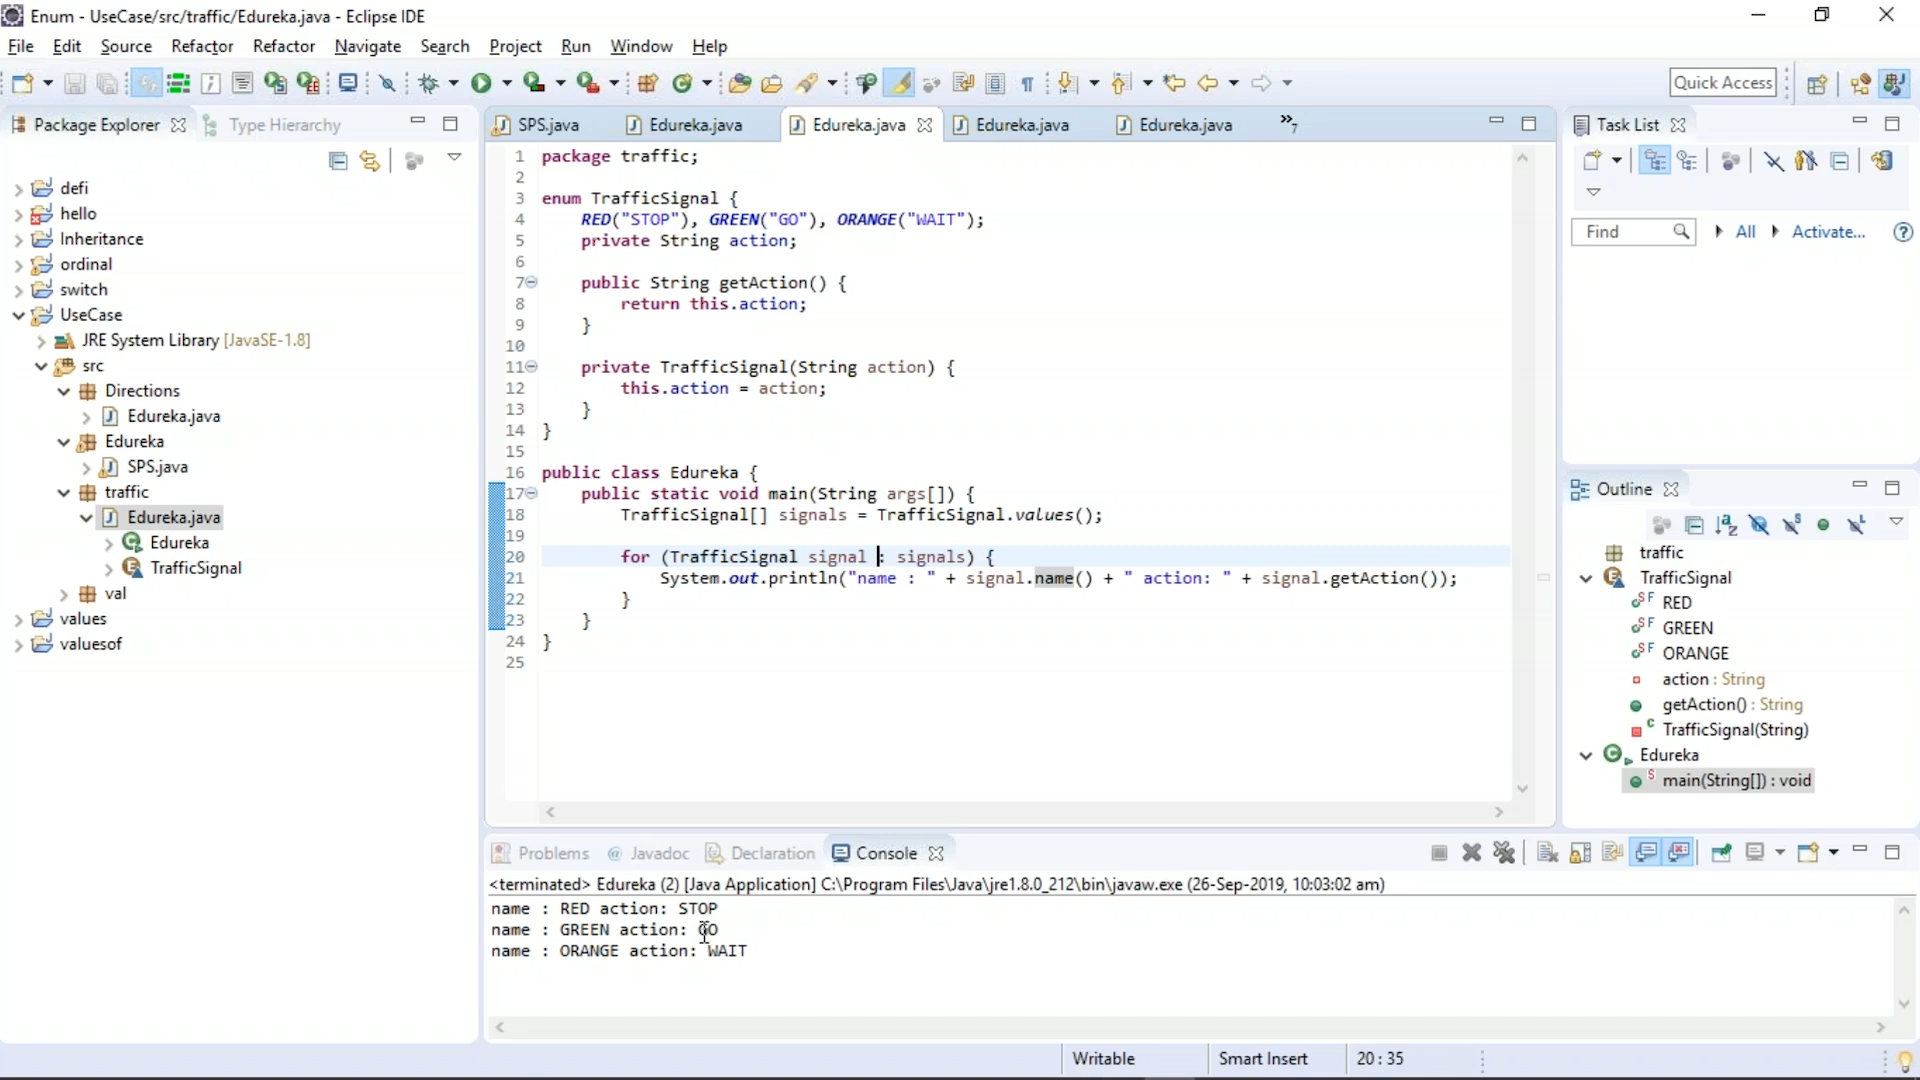 Enum - UseCase/src/traffic/Edureka.java - Eclipse IDE
File Edit Source Refactor Refactor Navigate Search Project Run Window Help
Quick Access
Package Explorer Type Hierarchy
defi
hello
Inheritance
ordinal
switch
UseCase
JRE System Library [JavaSE-1.8]
src
Directions
Edureka.java
Edureka
SPS.java
traffic
Edureka.java
Edureka
TrafficSignal
val
values
valuesof
SPS.java Edureka.java Edureka.java Edureka.java Edureka.java »7
1 package traffic;
2
3 enum TrafficSignal {
4 RED("STOP"), GREEN("GO"), ORANGE("WAIT");
5 private String action;
6
7 public String getAction() {
8 return this.action;
9 }
10
11 private TrafficSignal(String action) {
12 this.action = action;
13 }
14 }
15
16 public class Edureka {
17 public static void main(String args[]) {
18 TrafficSignal[] signals = TrafficSignal.values();
19
20 for (TrafficSignal signal : signals) {
21 System.out.println("name : " + signal.name() + " action: " + signal.getAction());
22 }
23 }
24 }
25
Task List
Find All Activate...
Outline
traffic
TrafficSignal
RED
GREEN
ORANGE
action : String
getAction() : String
TrafficSignal(String)
Edureka
main(String[]) : void
Problems Javadoc Declaration Console
<terminated> Edureka (2) [Java Application] C:\Program Files\Java\jre1.8.0_212\bin\javaw.exe (26-Sep-2019, 10:03:02 am)
name : RED action: STOP
name : GREEN action: GO
name : ORANGE action: WAIT
Writable Smart Insert 20 : 35